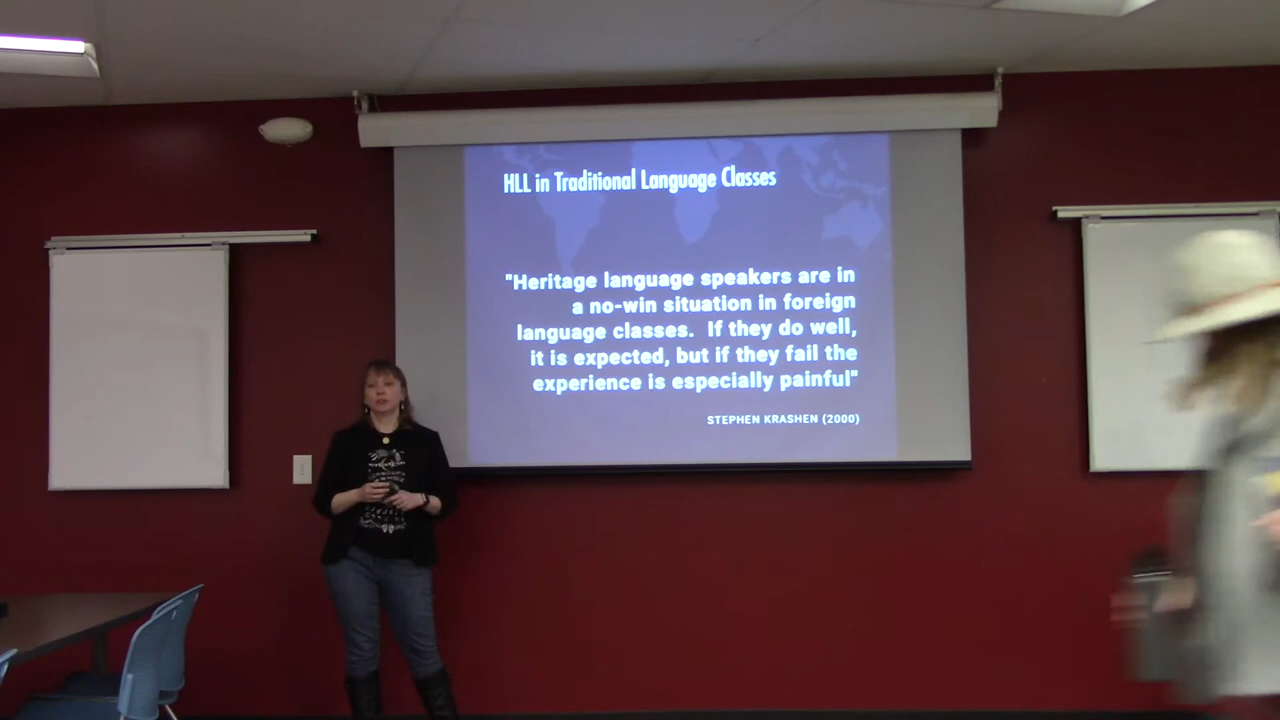 HLL in Traditional Language Classes
"Heritage language speakers are in
a no-win situation in foreign
language classes.  If they do well,
it is expected, but if they fail the
experience is especially painful"
STEPHEN KRASHEN (2000)